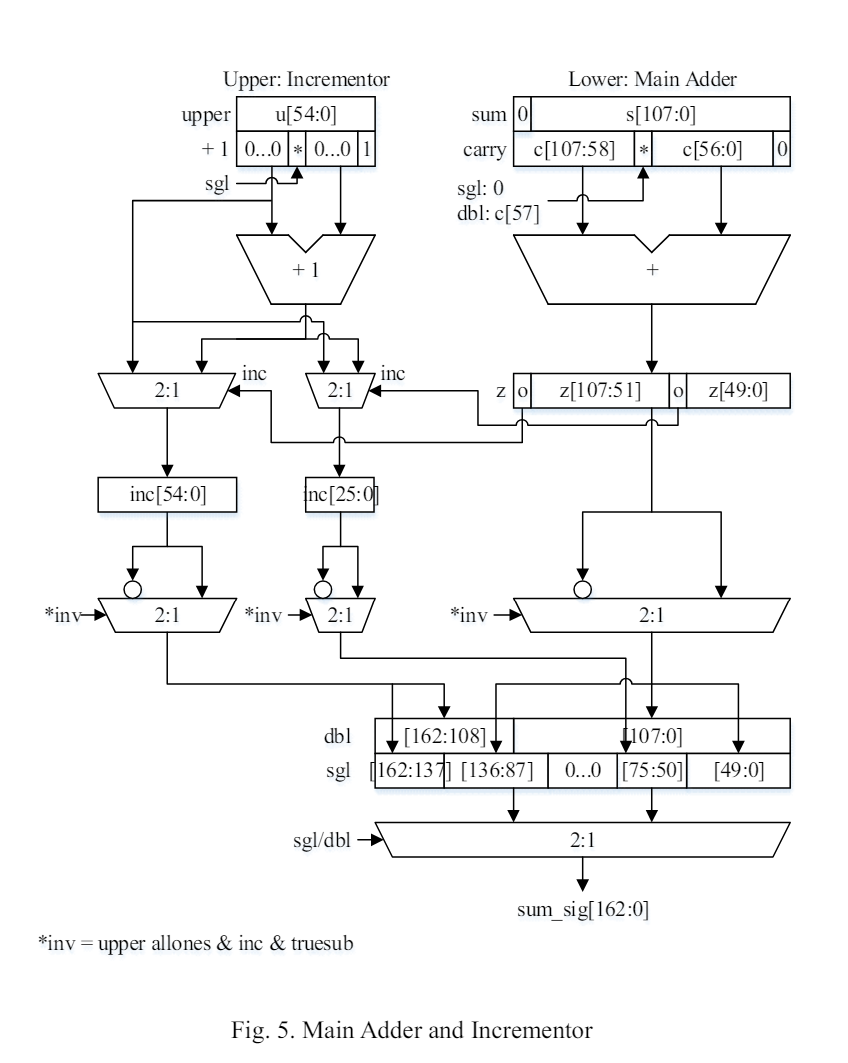 Upper: Incrementor Lower: Main Adder
upper u[54:0] sum 0 s[107:0]
+ 1 0...0 * 0...0 1 carry c[107:58] * c[56:0] 0
sgl
sgl: 0
dbl: c[57]
+ 1 +
2:1 inc 2:1 inc z o z[107:51] o z[49:0]
inc[54:0] inc[25:0]
*inv 2:1 *inv 2:1 *inv 2:1
dbl [162:108] [107:0]
sgl [162:137] [136:87] 0...0 [75:50] [49:0]
sgl/dbl 2:1
sum_sig[162:0]
*inv = upper allones & inc & truesub
Fig. 5. Main Adder and Incrementor